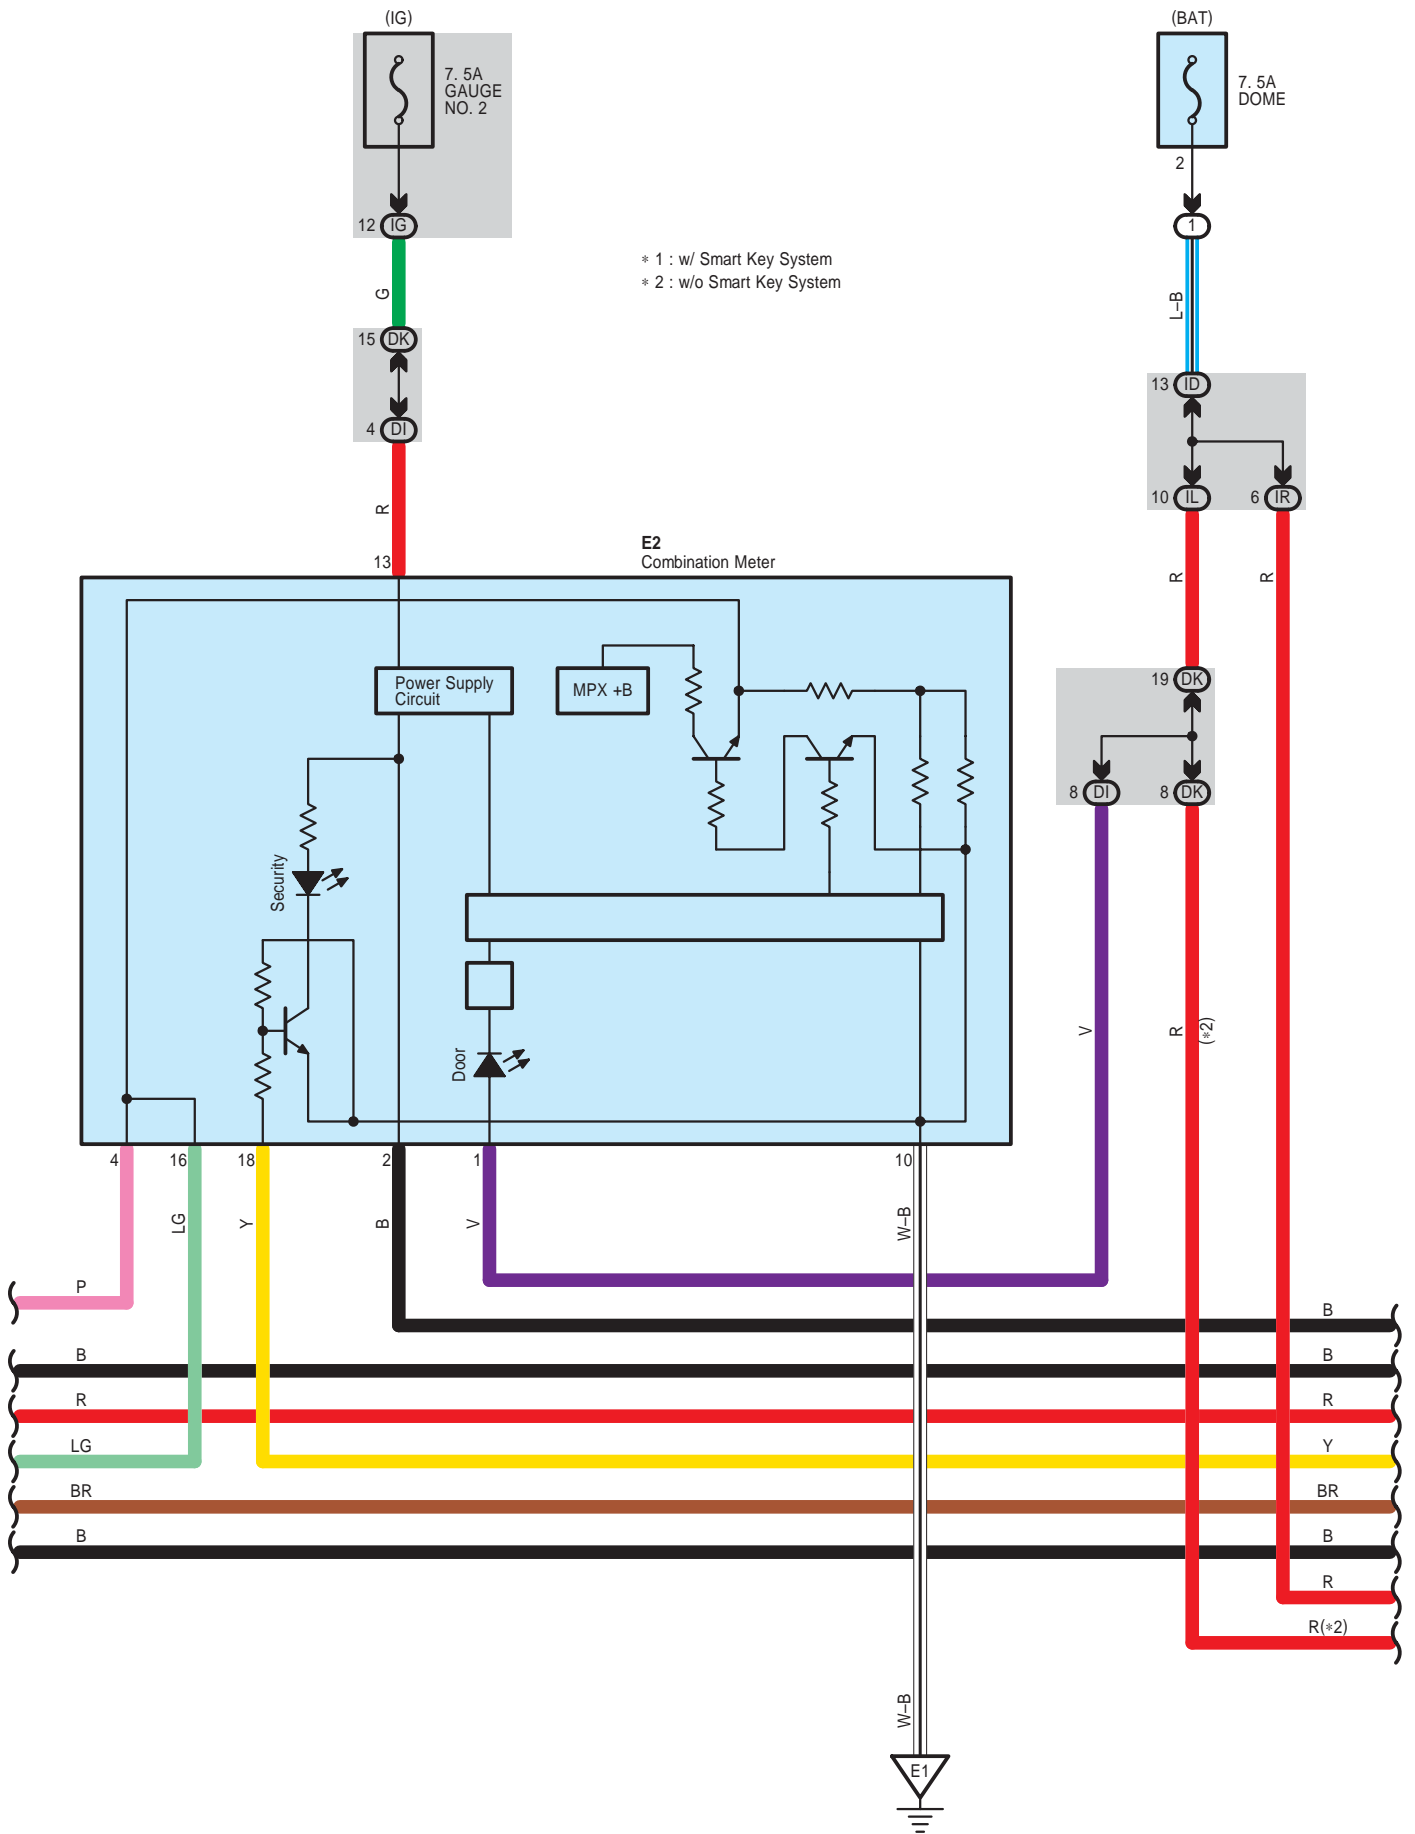 (IG)
(BAT)
7. 5A
GAUGE
NO. 2
7. 5A
DOME
2
12 IG
1
∗ 1 : w/ Smart Key System
∗ 2 : w/o Smart Key System
G
L–B
15 DK
13 ID
4 DI
10 IL
6 IR
R
E2
Combination Meter
13
R
R
Power Supply
Circuit
MPX +B
19 DK
8 DI
8 DK
Security
V
R
(∗2)
Door
4
16
18
2
1
10
LG
Y
B
V
W–B
P
B
B
B
R
R
LG
Y
BR
BR
B
B
R
R(∗2)
W–B
E1